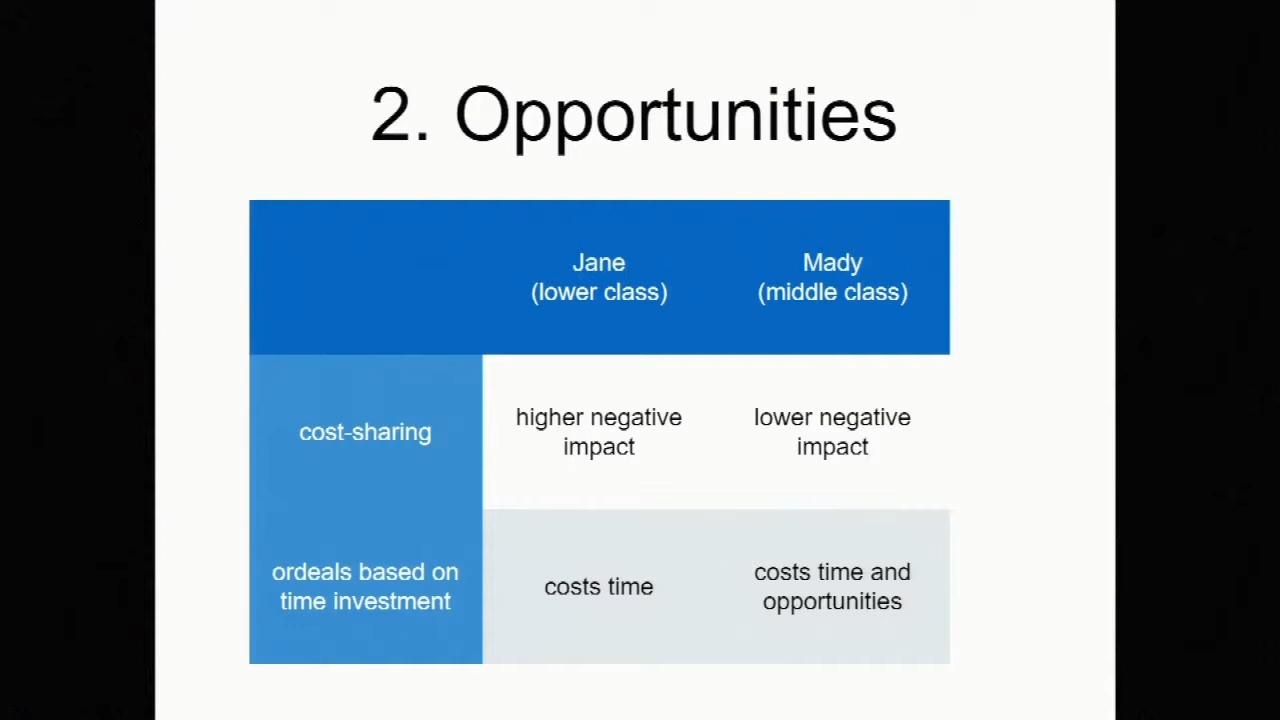 2. Opportunities
Jane
(lower class)
Mady
(middle class)
cost-sharing
higher negative
impact
lower negative
impact
ordeals based on
time investment
costs time
costs time and
opportunities